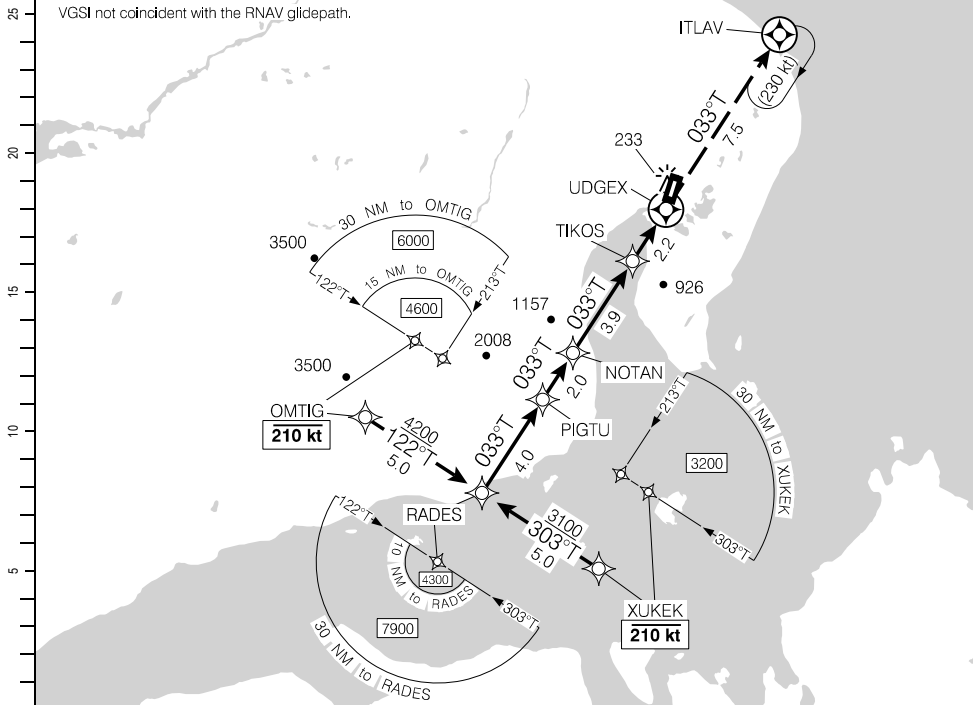 VGSI not coincident with the RNAV glidepath.
25
20
15
10
5
ITLAV
(230 kt)
033°T
7.5
233
UDGEX
TIKOS
2.2
30 NM to OMTIG
6000
3500
122°T
15 NM to OMTIG
213°T
4600
033°T
3.9
926
1157
2008
3500
NOTAN
033°T
2.0
PIGTU
OMTIG
210 kt
4200
122°T
5.0
033°T
4.0
213°T
30 NM to XUKEK
3200
303°T
RADES
3100
303°T
5.0
122°T
10 NM to RADES
4300
303°T
7900
30 NM to RADES
XUKEK
210 kt